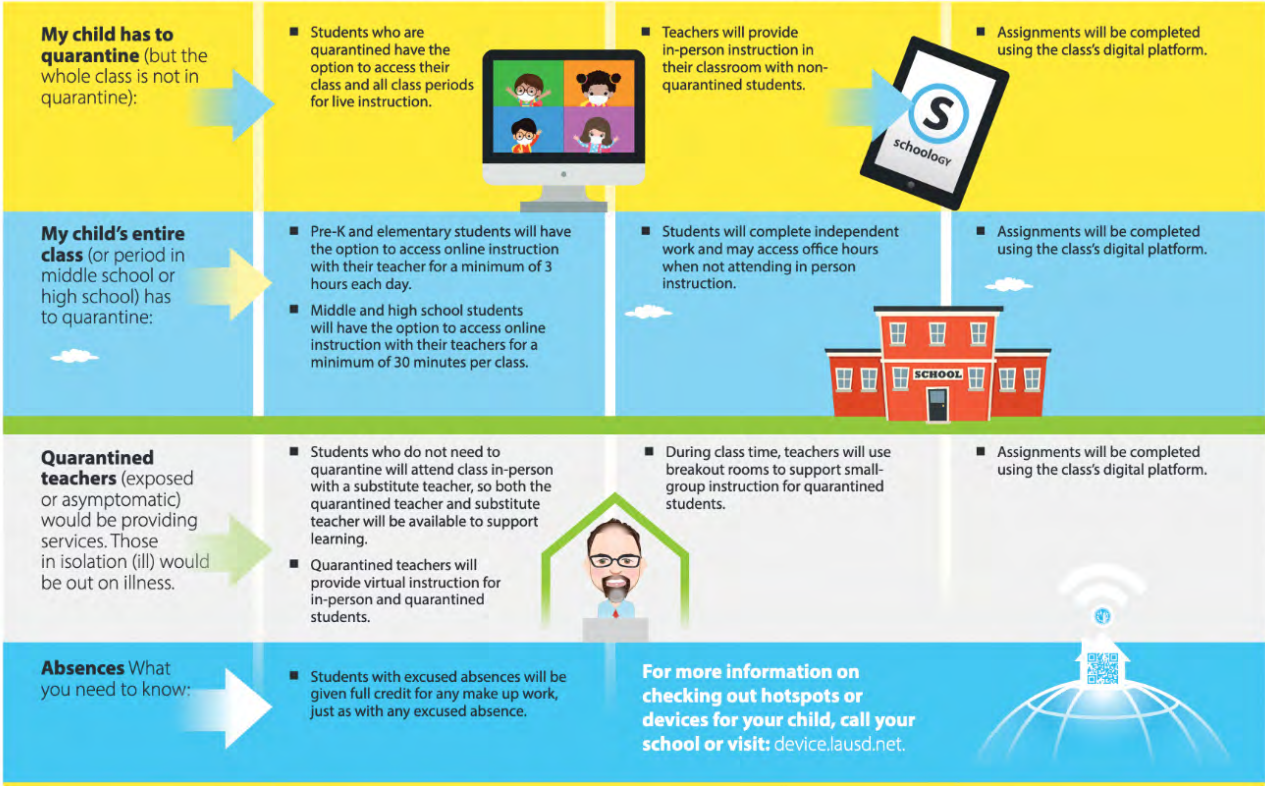 My child has to
quarantine (but the
whole class is not in
quarantine):
■ Students who are
quarantined have the
option to access their
class and all class periods
for live instruction.
■ Teachers will provide
in-person instruction in
their classroom with non-
quarantined students.
S
schoology
■ Assignments will be completed
using the class's digital platform.
My child's entire
class (or period in
middle school or
high school) has
to quarantine:
■ Pre-K and elementary students will have
the option to access online instruction
with their teacher for a minimum of 3
hours each day.
■ Middle and high school students
will have the option to access online
instruction with their teachers for a
minimum of 30 minutes per class.
■ Students will complete independent
work and may access office hours
when not attending in person
instruction.
SCHOOL
■ Assignments will be completed
using the class's digital platform.
Quarantined
teachers (exposed
or asymptomatic)
would be providing
services. Those
in isolation (ill) would
be out on illness.
■ Students who do not need to
quarantine will attend class in-person
with a substitute teacher, so both the
quarantined teacher and substitute
teacher will be available to support
learning.
■ Quarantined teachers will
provide virtual instruction for
in-person and quarantined
students.
■ During class time, teachers will use
breakout rooms to support small-
group instruction for quarantined
students.
■ Assignments will be completed
using the class's digital platform.
Absences What
you need to know:
■ Students with excused absences will be
given full credit for any make up work,
just as with any excused absence.
For more information on
checking out hotspots or
devices for your child, call your
school or visit: device.lausd.net.